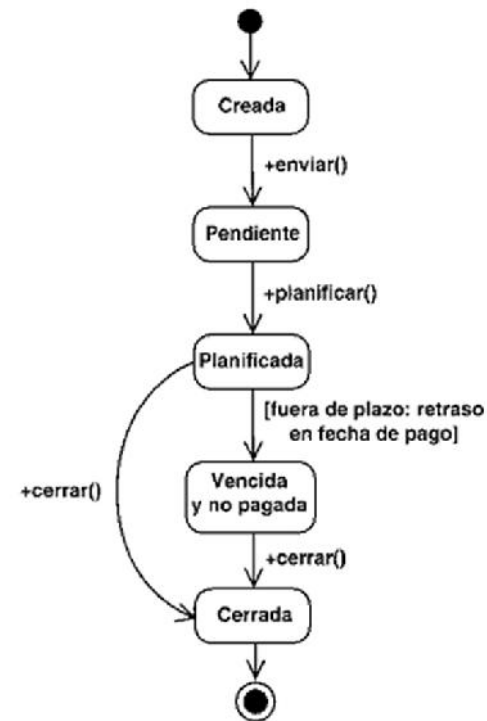 Creada
+enviar()
Pendiente
+planificar()
Planificada
[fuera de plazo: retraso
en fecha de pago]
+cerrar()
Vencida
y no pagada
+cerrar()
Cerrada